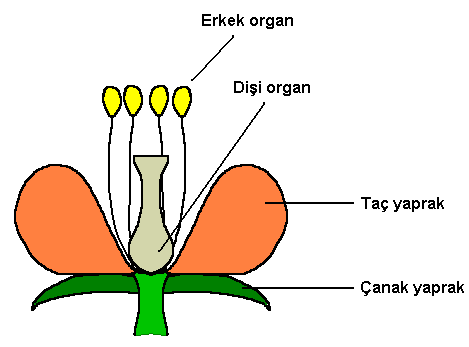 Erkek organ
Dişi organ
Taç yaprak
Çanak yaprak